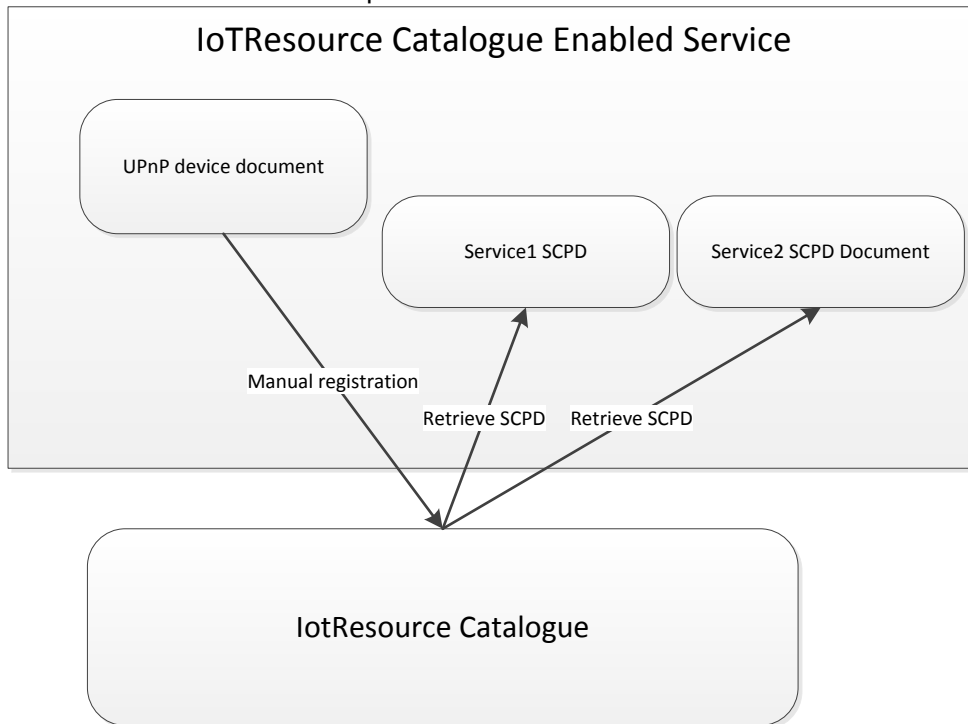 IoTResource Catalogue Enabled Service
UPnP device document
Service1 SCPD
Service2 SCPD Document
Manual registration
Retrieve SCPD
Retrieve SCPD
IotResource Catalogue